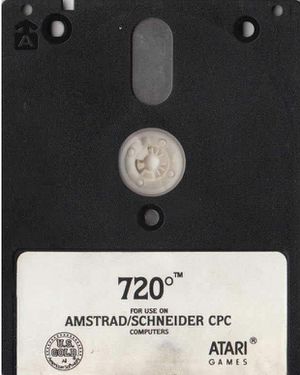 A
720°™
FOR USE ON
AMSTRAD/SCHNEIDER CPC
COMPUTERS
U.S.
GOLD
ATARI®
GAMES